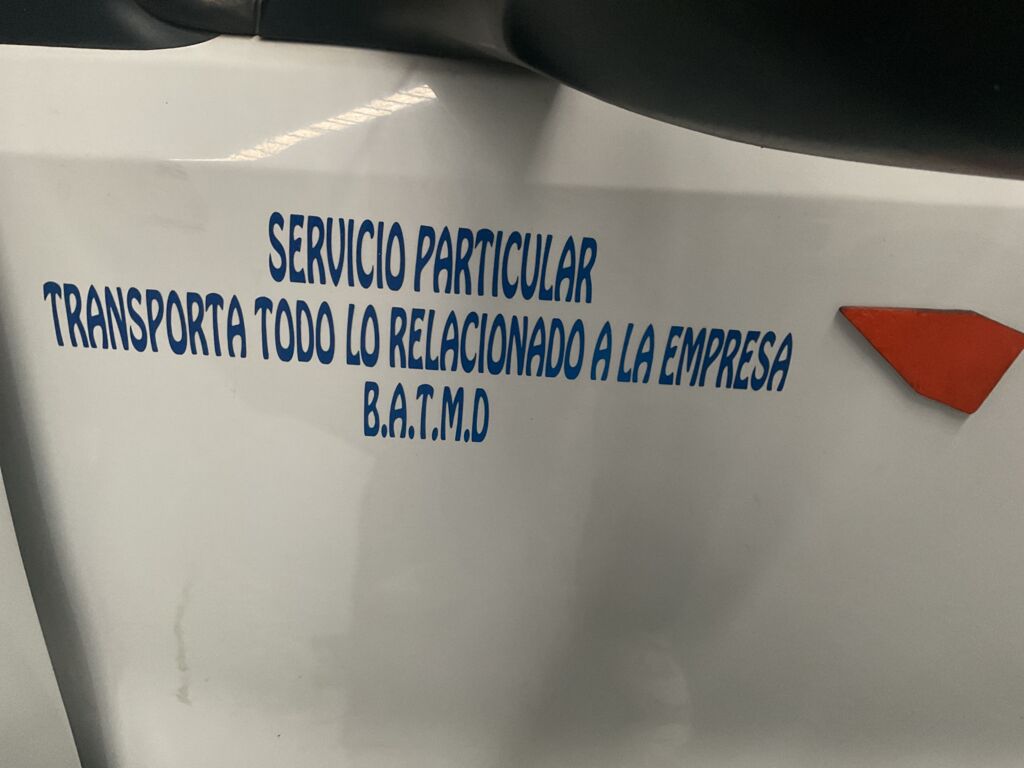 SERVICIO PARTICULAR
TRANSPORTA TODO LO RELACIONADO A LA EMPRESA
B.A.T.M.D